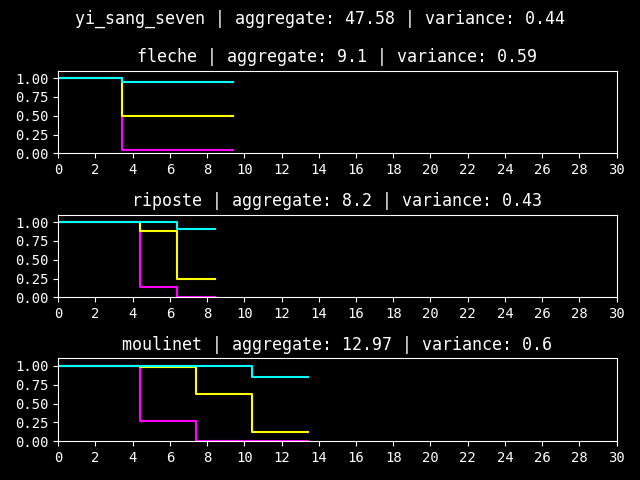 yi_sang_seven | aggregate: 47.58 | variance: 0.44
fleche | aggregate: 9.1 | variance: 0.59
1.00
0.75
0.50
0.25
0.00
0 2 4 6 8 10 12 14 16 18 20 22 24 26 28 30
riposte | aggregate: 8.2 | variance: 0.43
1.00
0.75
0.50
0.25
0.00
0 2 4 6 8 10 12 14 16 18 20 22 24 26 28 30
moulinet | aggregate: 12.97 | variance: 0.6
1.00
0.75
0.50
0.25
0.00
0 2 4 6 8 10 12 14 16 18 20 22 24 26 28 30